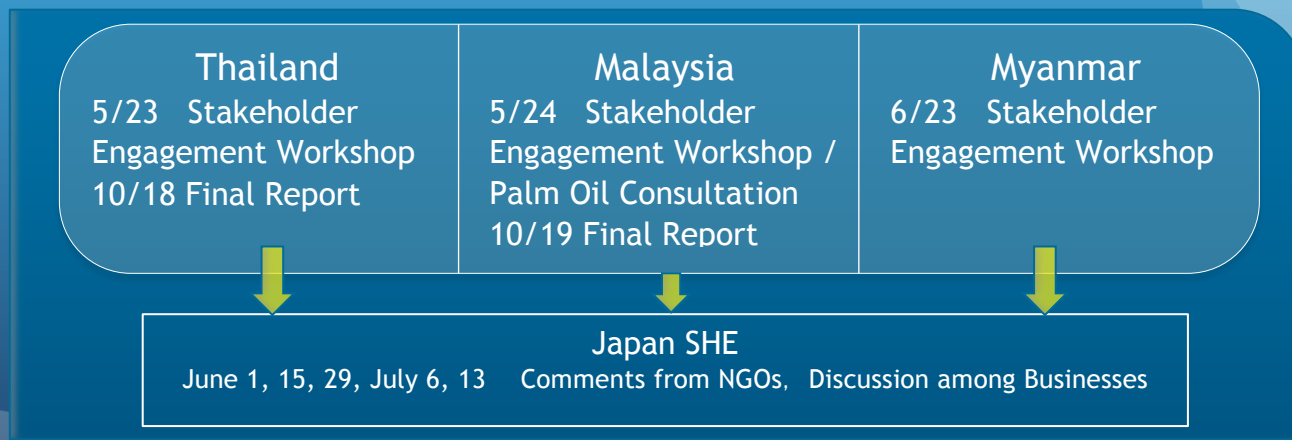 Thailand
5/23 Stakeholder
Engagement Workshop
10/18 Final Report
Malaysia
5/24 Stakeholder
Engagement Workshop /
Palm Oil Consultation
10/19 Final Report
Myanmar
6/23 Stakeholder
Engagement Workshop
Japan SHE
June 1, 15, 29, July 6, 13 Comments from NGOs, Discussion among Businesses